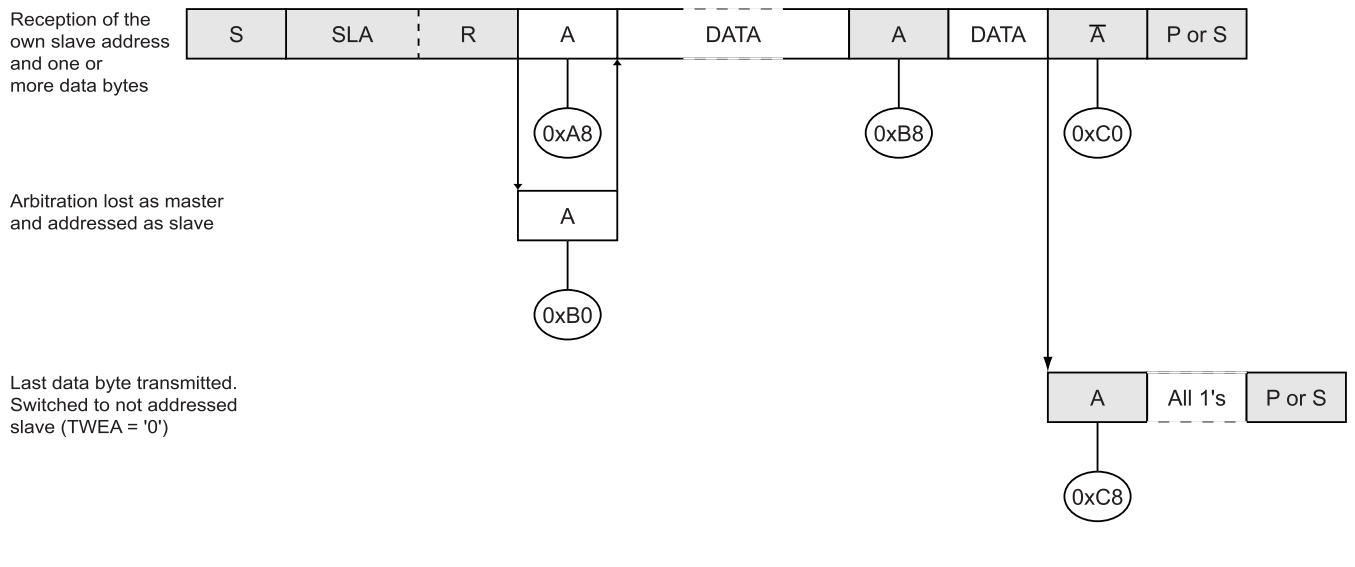 Reception of the
own slave address
and one or
more data bytes
S SLA R A DATA A DATA A̅ P or S
0xA8 0xB8 0xC0
Arbitration lost as master
and addressed as slave
A
0xB0
Last data byte transmitted.
Switched to not addressed
slave (TWEA = '0')
A All 1's P or S
0xC8